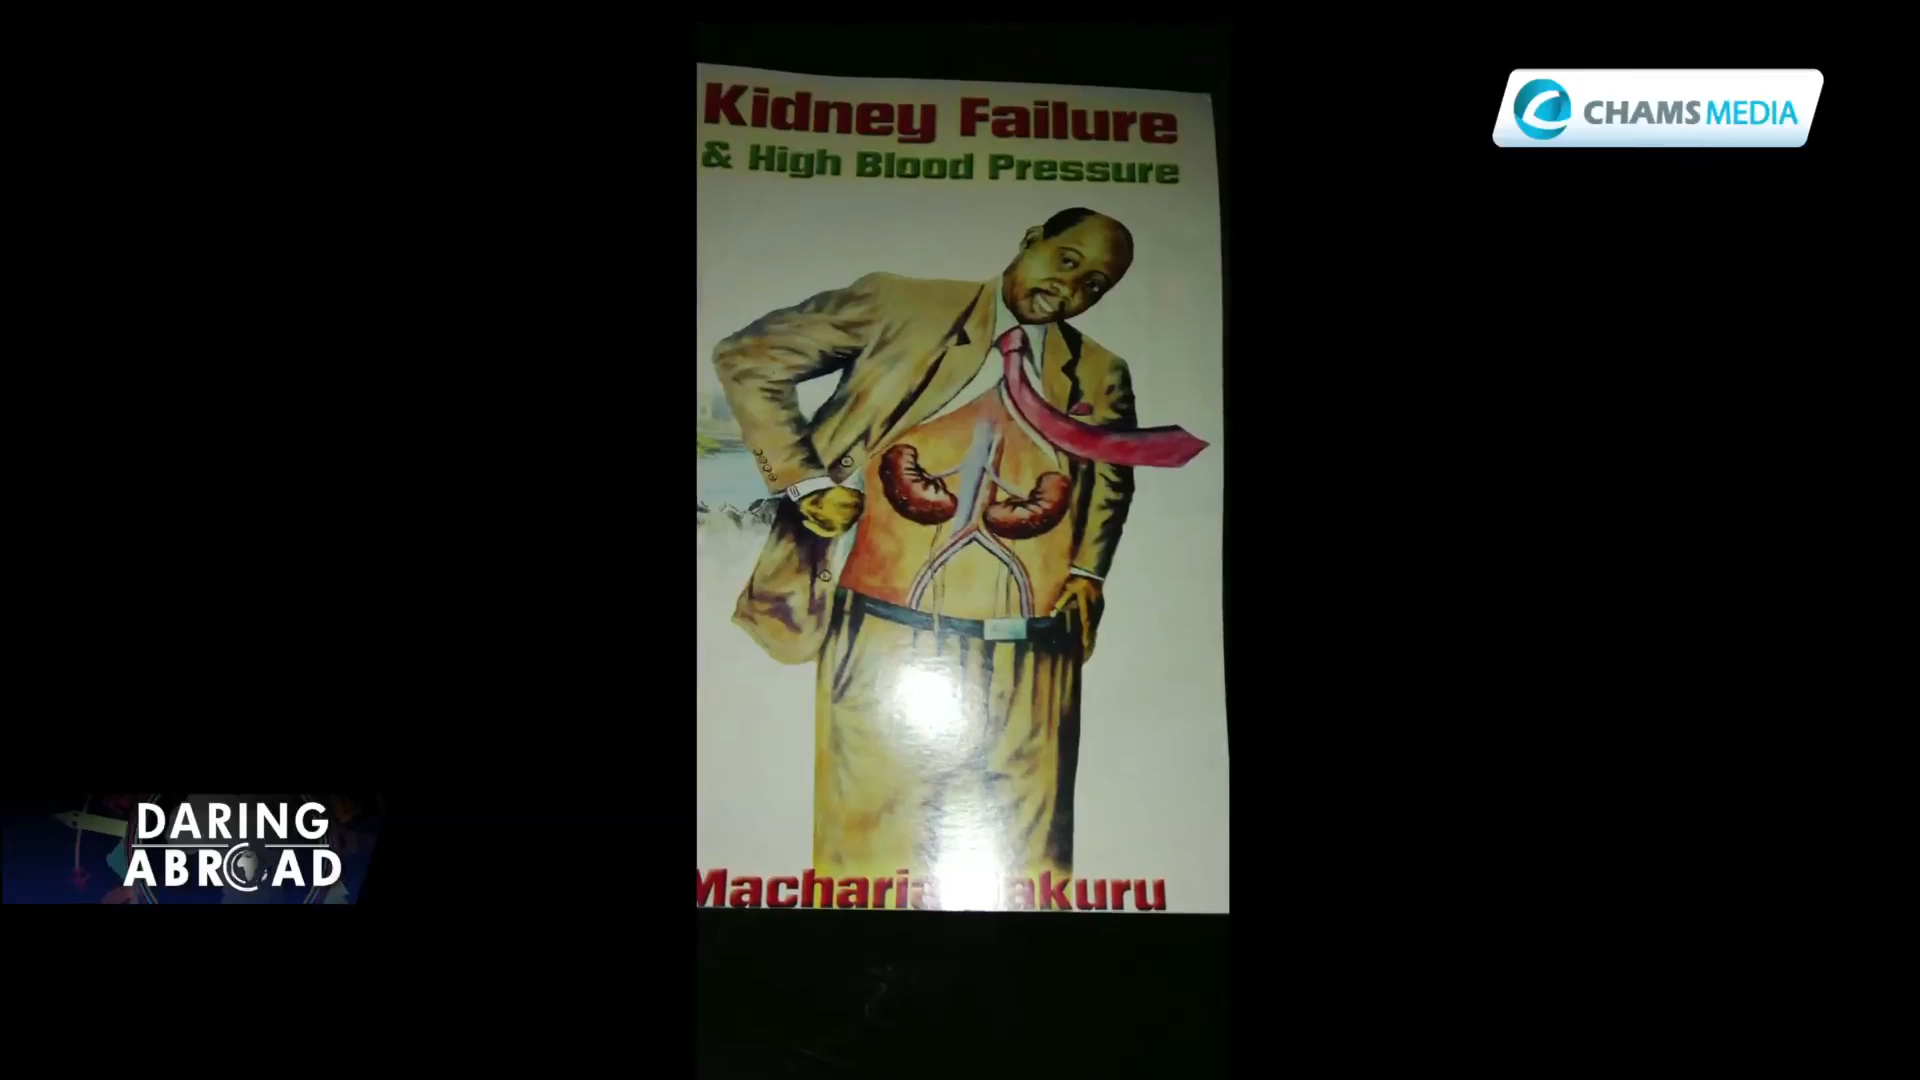 Kidney Failure
& High Blood Pressure
CHAMS MEDIA
DARING
ABROAD